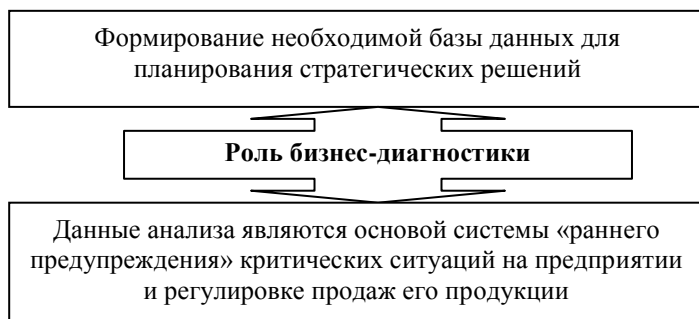 Формирование необходимой базы данных для
планирования стратегических решений
Роль бизнес-диагностики
Данные анализа являются основой системы «раннего
предупреждения» критических ситуаций на предприятии
и регулировке продаж его продукции